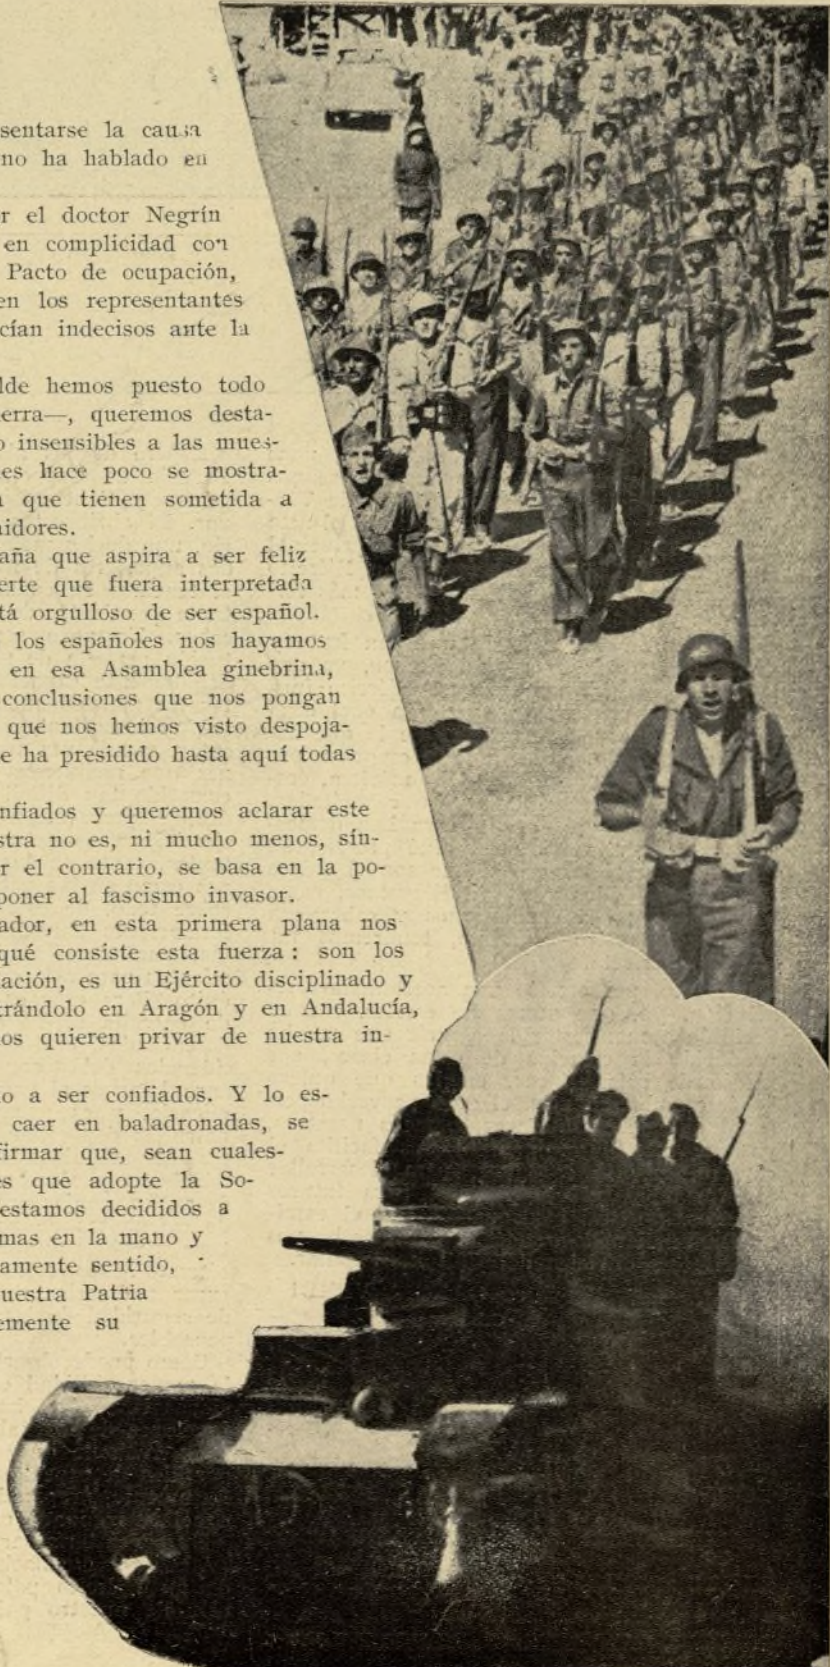 sentarse la causa
no ha hablado en
r el doctor Negrín
en complicidad con
Pacto de ocupación,
en los representantes
cían indecisos ante la
lde hemos puesto todo
erra—, queremos desta-
o insensibles a las mues-
es hace poco se mostra-
a que tienen sometida a
nidores.
aña que aspira a ser feliz
erte que fuera interpretada
tá orgulloso de ser español.
los españoles nos hayamos
en esa Asamblea ginebrina,
conclusiones que nos pongan
que nos hemos visto despoja-
e ha presidido hasta aquí todas
nfiados y queremos aclarar este
stra no es, ni mucho menos, sín-
r el contrario, se basa en la po-
poner al fascismo invasor.
ador, en esta primera plana nos
qué consiste esta fuerza: son los
ación, es un Ejército disciplinado y
trándolo en Aragón y en Andalucía,
os quieren privar de nuestra in-
o a ser confiados. Y lo es-
caer en baladronadas, se
firmar que, sean cuales-
es que adopte la So-
estamos decididos a
mas en la mano y
amente sentido,
uestra Patria
emente su